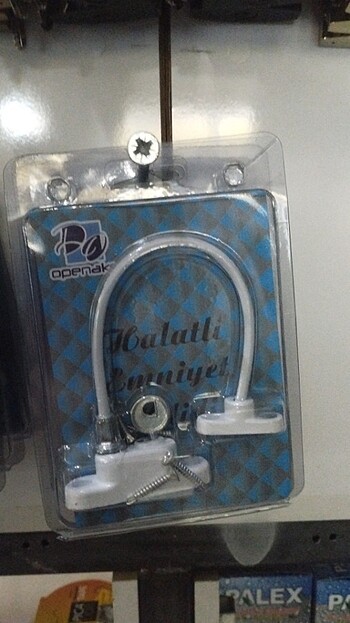 openak
Halatlı
Emniyet
PALEX